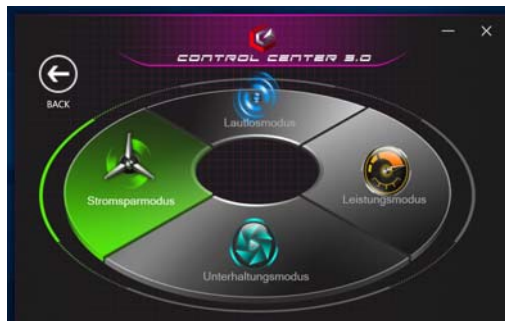 CONTROL CENTER 3.0
BACK
Lautlosmodus
Stromsparmodus
Leistungsmodus
Unterhaltungsmodus